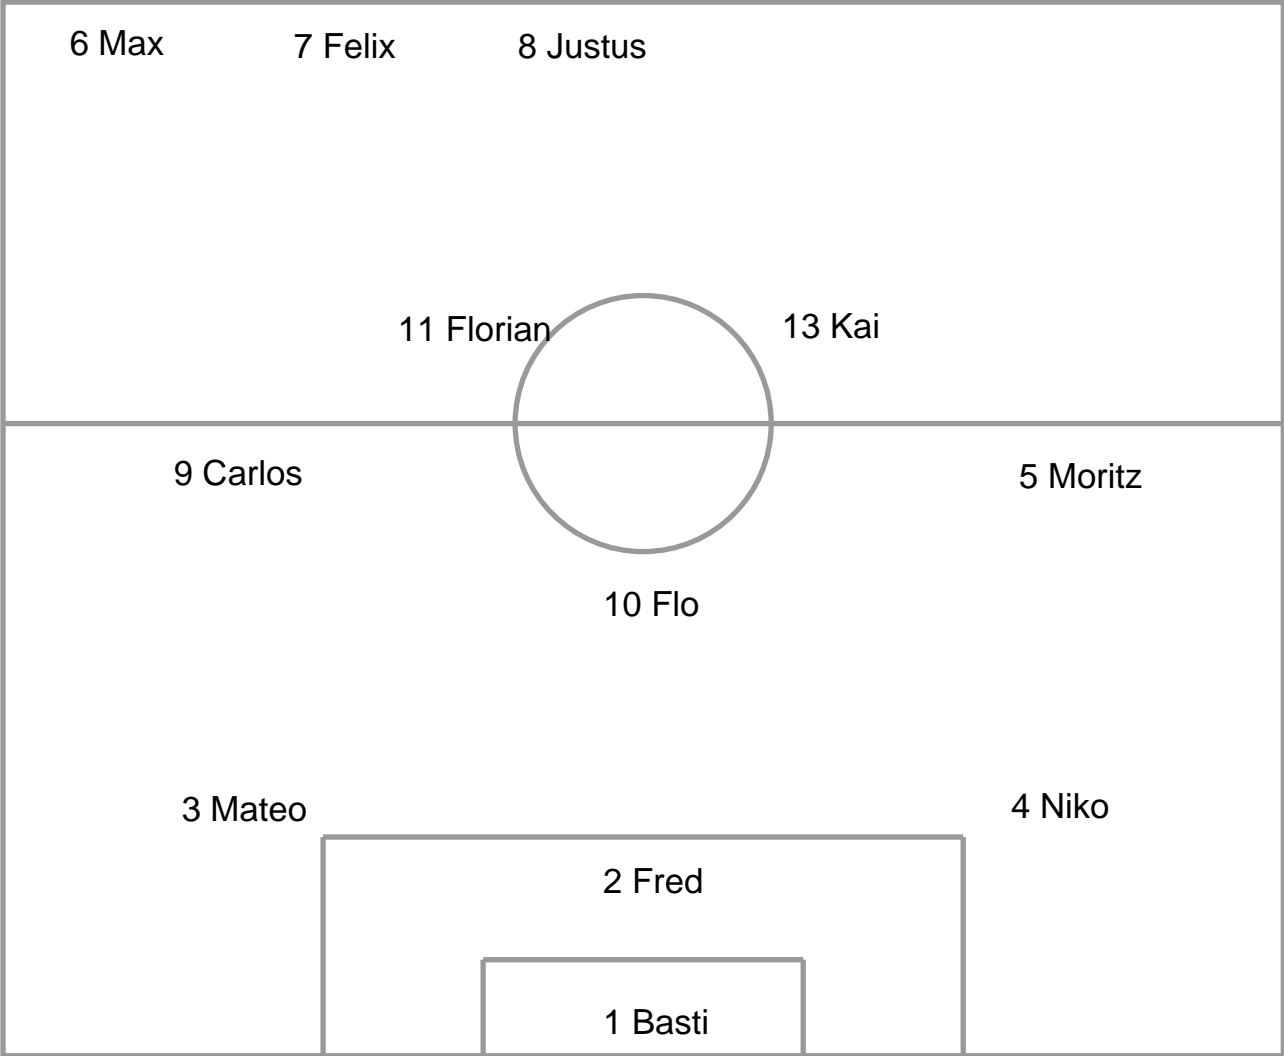 6 Max
7 Felix
8 Justus
11 Florian
13 Kai
9 Carlos
5 Moritz
10 Flo
3 Mateo
4 Niko
2 Fred
1 Basti